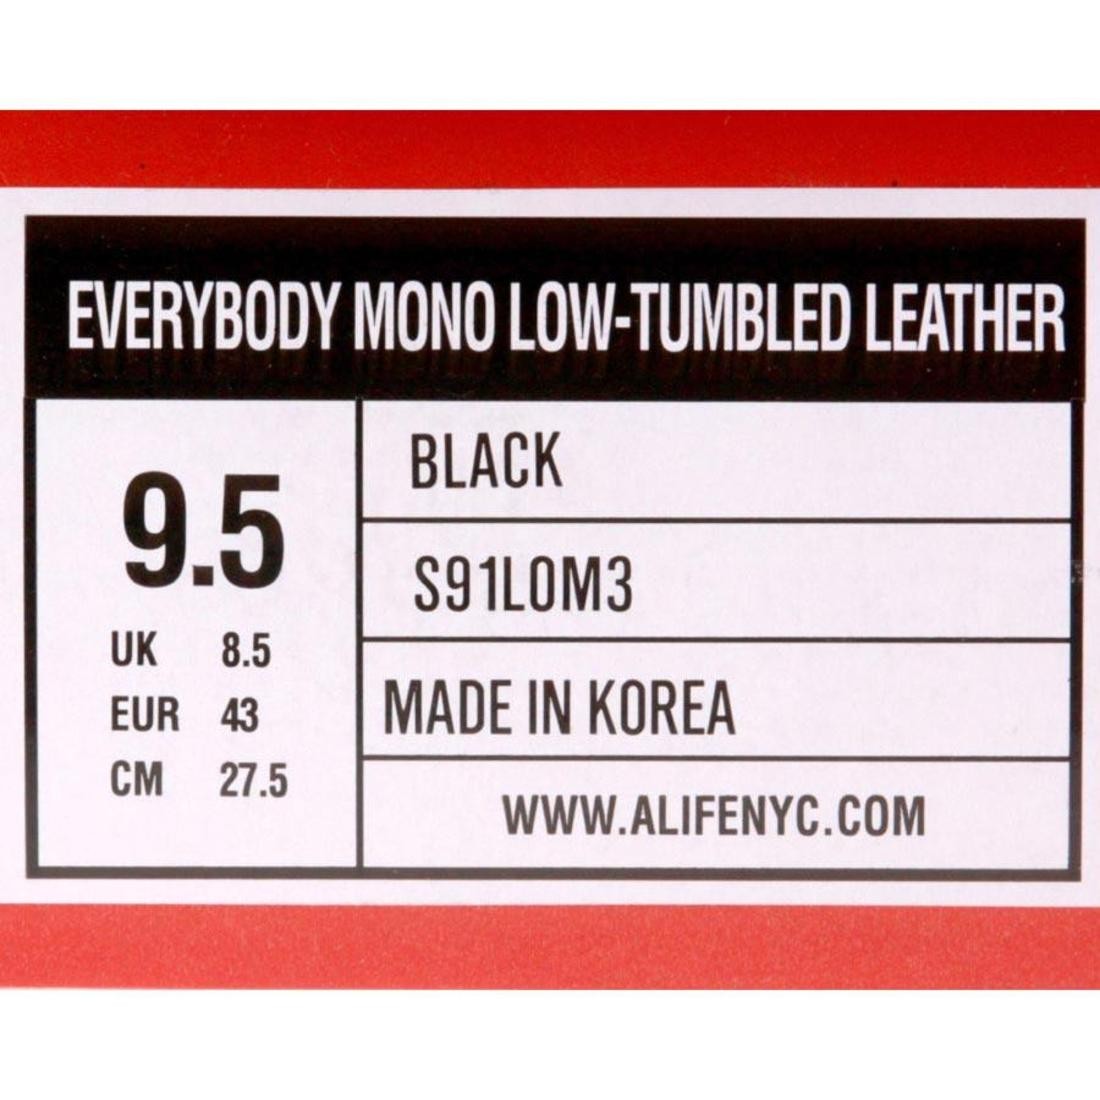 EVERYBODY MONO LOW-TUMBLED LEATHER
9.5
UK 8.5
EUR 43
CM 27.5
BLACK
S91LOM3
MADE IN KOREA
WWW.ALIFENYC.COM